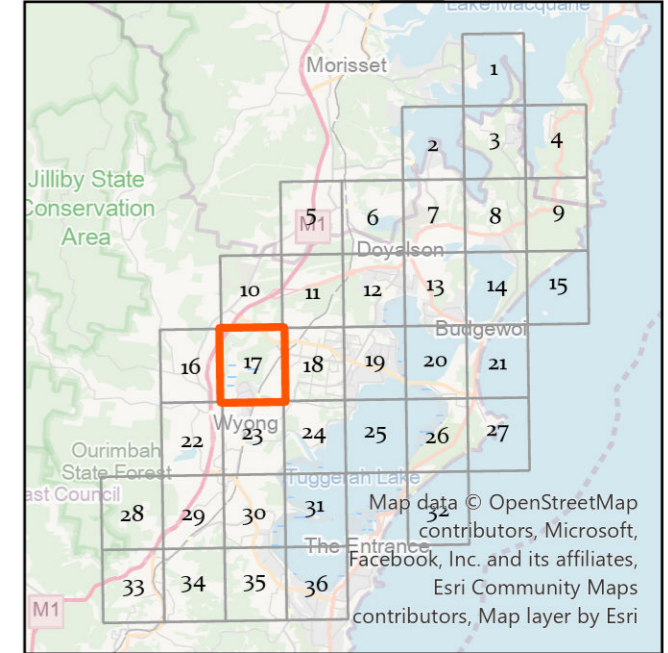 Lake Macquarie
Morisset
1
2 3 4
Jilliby State
Conservation
Area
5 M1 6 7 8 9
Doyalson
10 11 12 13 14 15
Budgewoi
16 17 18 19 20 21
Wyong
22 23 24 25 26 27
Ourimbah
State Forest
ast Council
Tuggerah Lake
28 29 30 31 32
Map data © OpenStreetMap
contributors, Microsoft,
The Entrance
Facebook, Inc. and its affiliates,
33 34 35 36
Esri Community Maps
M1
contributors, Map layer by Esri